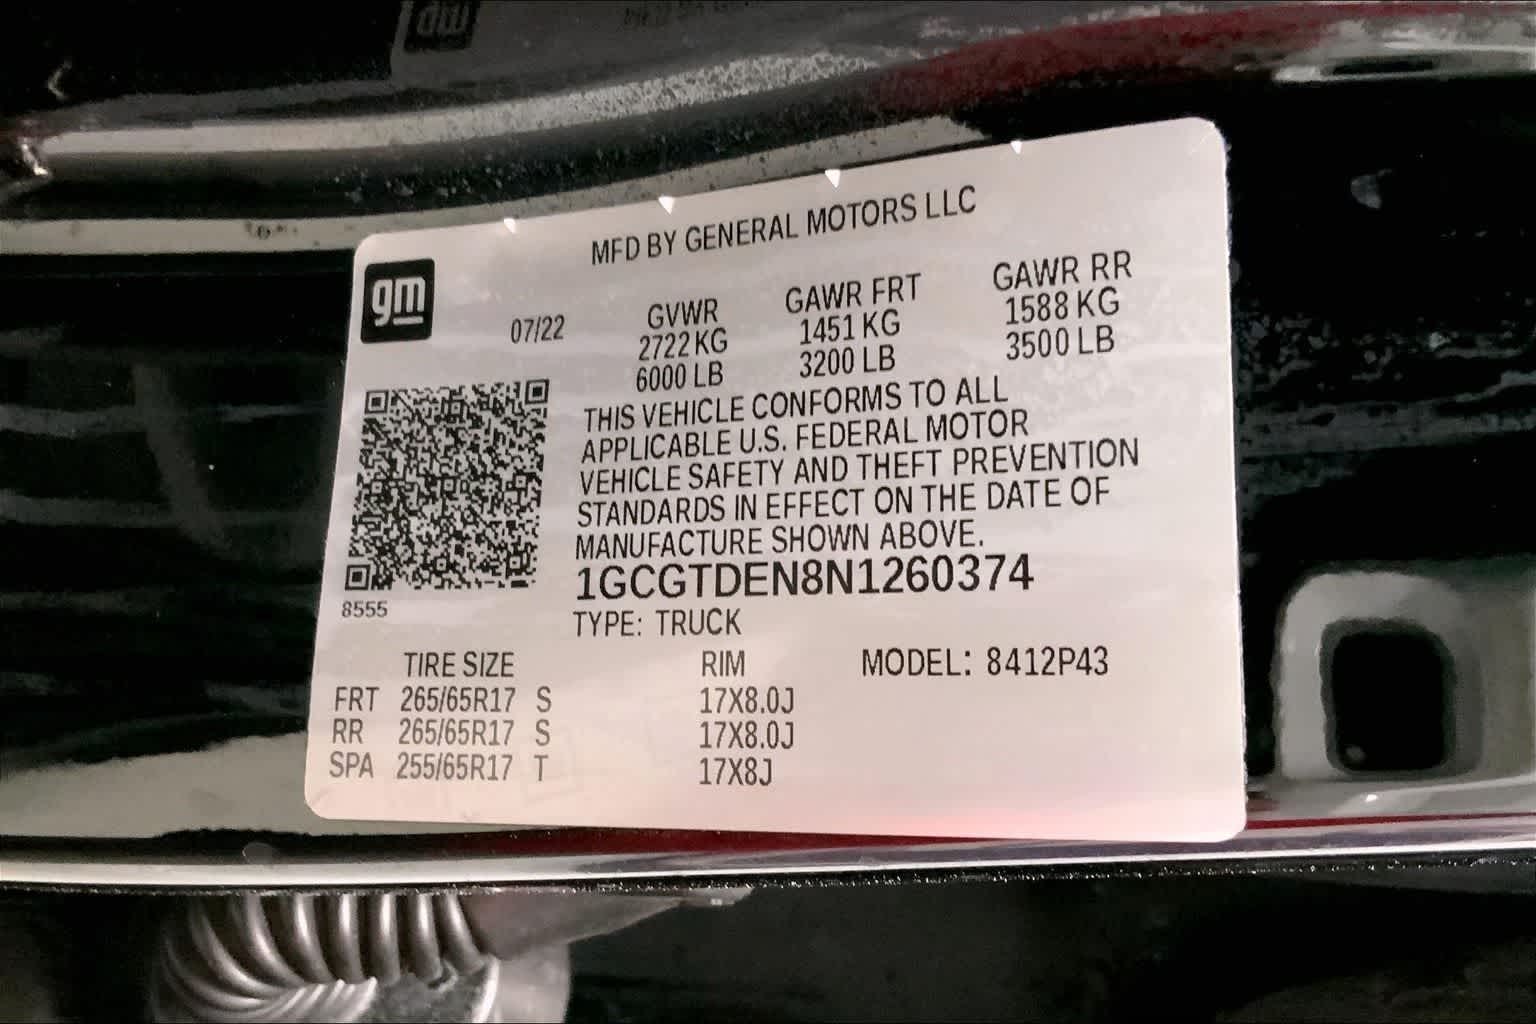 MFD BY GENERAL MOTORS LLC
gm
07/22
GVWR GAWR FRT GAWR RR
2722 KG 1451 KG 1588 KG
6000 LB 3200 LB 3500 LB
THIS VEHICLE CONFORMS TO ALL
APPLICABLE U.S. FEDERAL MOTOR
VEHICLE SAFETY AND THEFT PREVENTION
STANDARDS IN EFFECT ON THE DATE OF
MANUFACTURE SHOWN ABOVE.
1GCGTDEN8N1260374
8555
TYPE: TRUCK
TIRE SIZE RIM MODEL: 8412P43
FRT 265/65R17 S 17X8.0J
RR 265/65R17 S 17X8.0J
SPA 255/65R17 T 17X8J